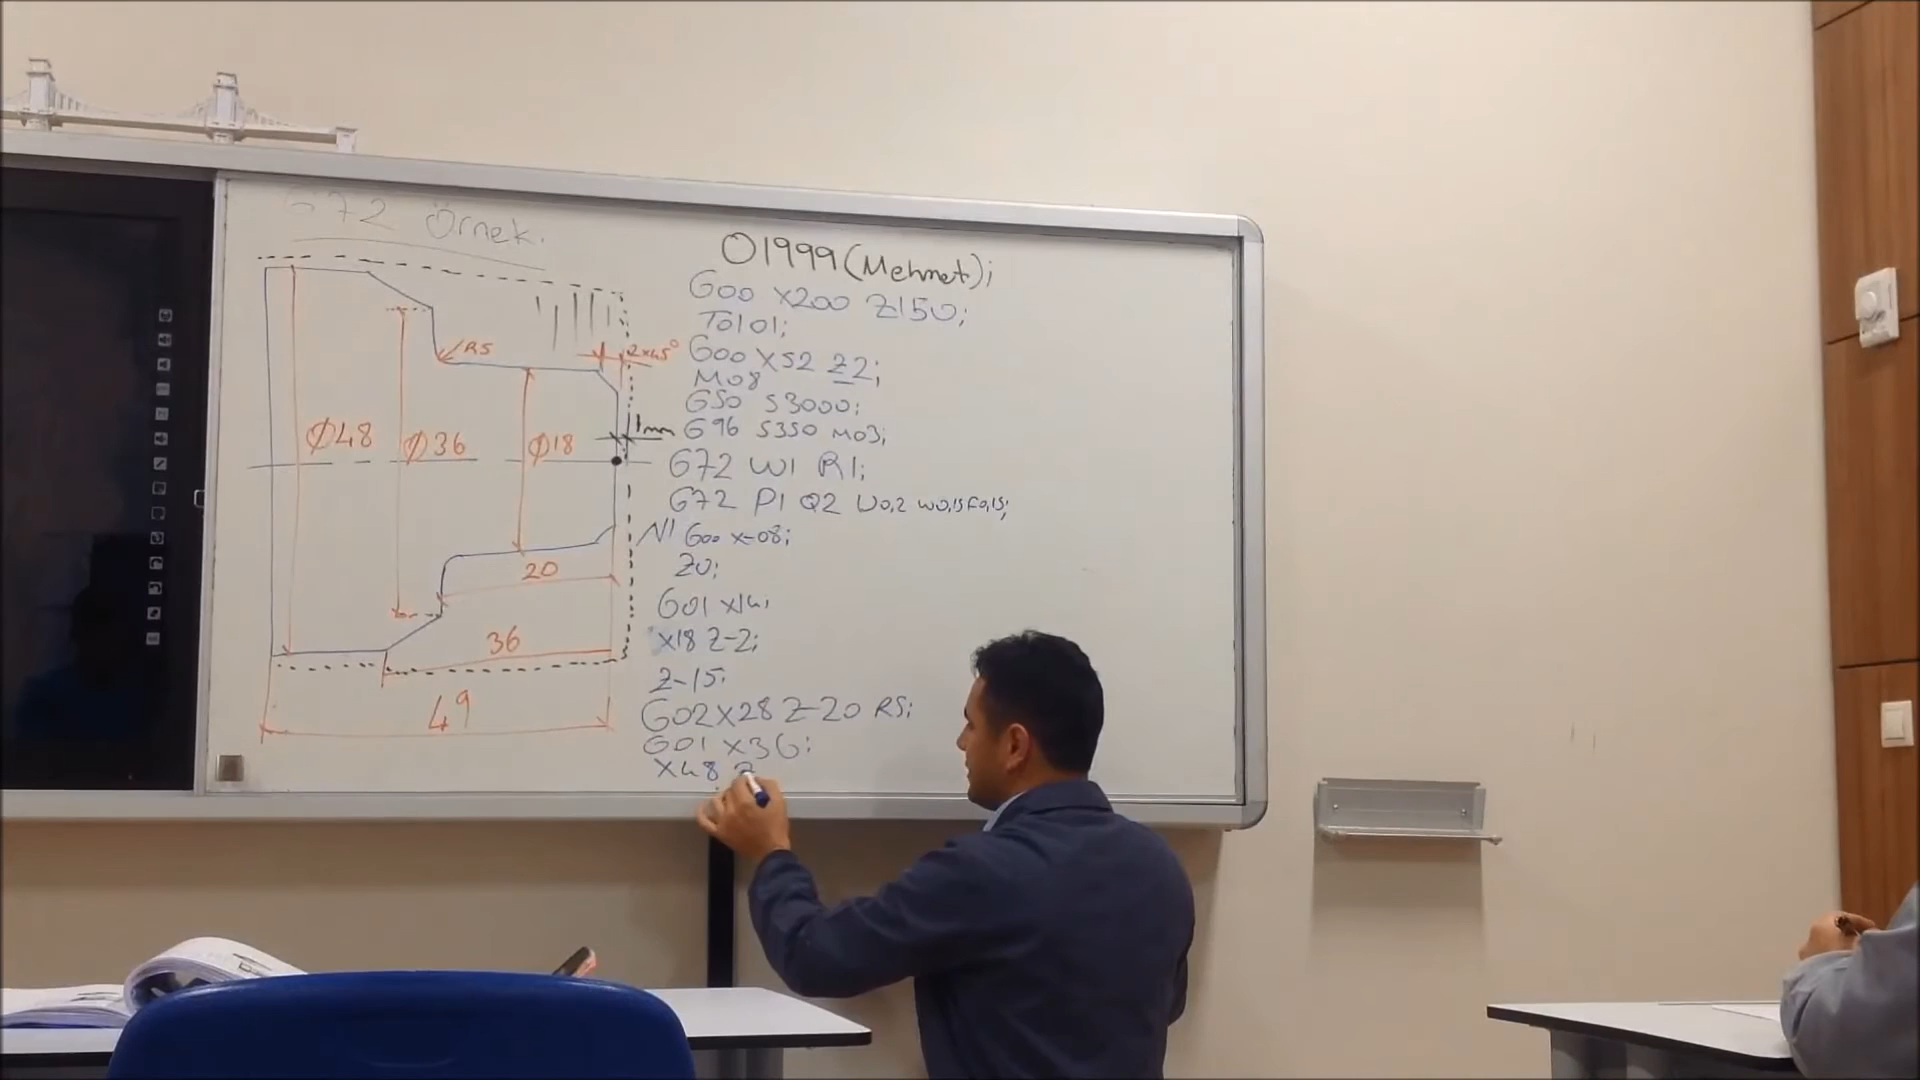 G72 Örnek.
O1999(Mehmet);
G00 X200 Z150;
T0101;
G00 X52 Z2;
M08
G50 S3000;
G96 S350 M03;
G72 W1 R1;
G72 P1 Q2 U0,2 W0,15 F0,15;
N1 G00 X-08;
Z0;
G01 X14;
X18 Z-2;
Z-15;
G02 X28 Z-20 R5;
G01 X36;
X48 Z
R5
2x45°
1mm
Ø48
Ø36
Ø18
20
36
49